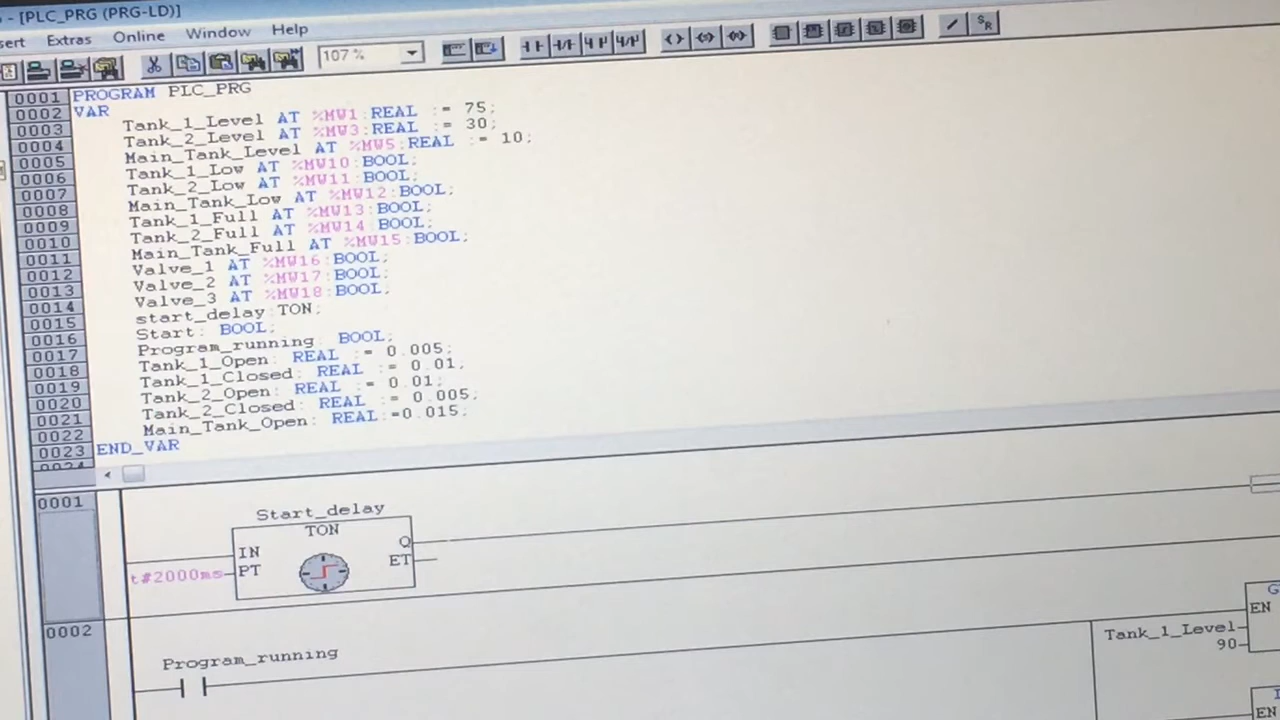 - [PLC_PRG (PRG-LD)]
Extras Online Window Help
107 %
0001 PROGRAM PLC_PRG
0002 VAR
0003 Tank_1_Level AT %MW1:REAL := 75;
0004 Tank_2_Level AT %MW3:REAL := 30;
0005 Main_Tank_Level AT %MW5:REAL := 10;
0006 Tank_1_Low AT %MW10:BOOL;
0007 Tank_2_Low AT %MW11:BOOL;
0008 Main_Tank_Low AT %MW12:BOOL;
0009 Tank_1_Full AT %MW13:BOOL;
0010 Tank_2_Full AT %MW14 BOOL;
0011 Main_Tank_Full AT %MW15:BOOL;
0012 Valve_1 AT %MW16:BOOL;
0013 Valve_2 AT %MW17:BOOL;
0014 Valve_3 AT %MW18:BOOL;
0015 start_delay:TON;
0016 Start: BOOL;
0017 Program_running: BOOL;
0018 Tank_1_Open: REAL := 0.005;
0019 Tank_1_Closed: REAL := 0.01;
0020 Tank_2_Open: REAL := 0.01;
0021 Tank_2_Closed: REAL := 0.005;
0022 Main_Tank_Open: REAL:=0.015;
0023 END_VAR
0024
0001
Start_delay
TON
IN Q
t#2000ms PT ET
0002
Program_running
EN
Tank_1_Level
90
EN